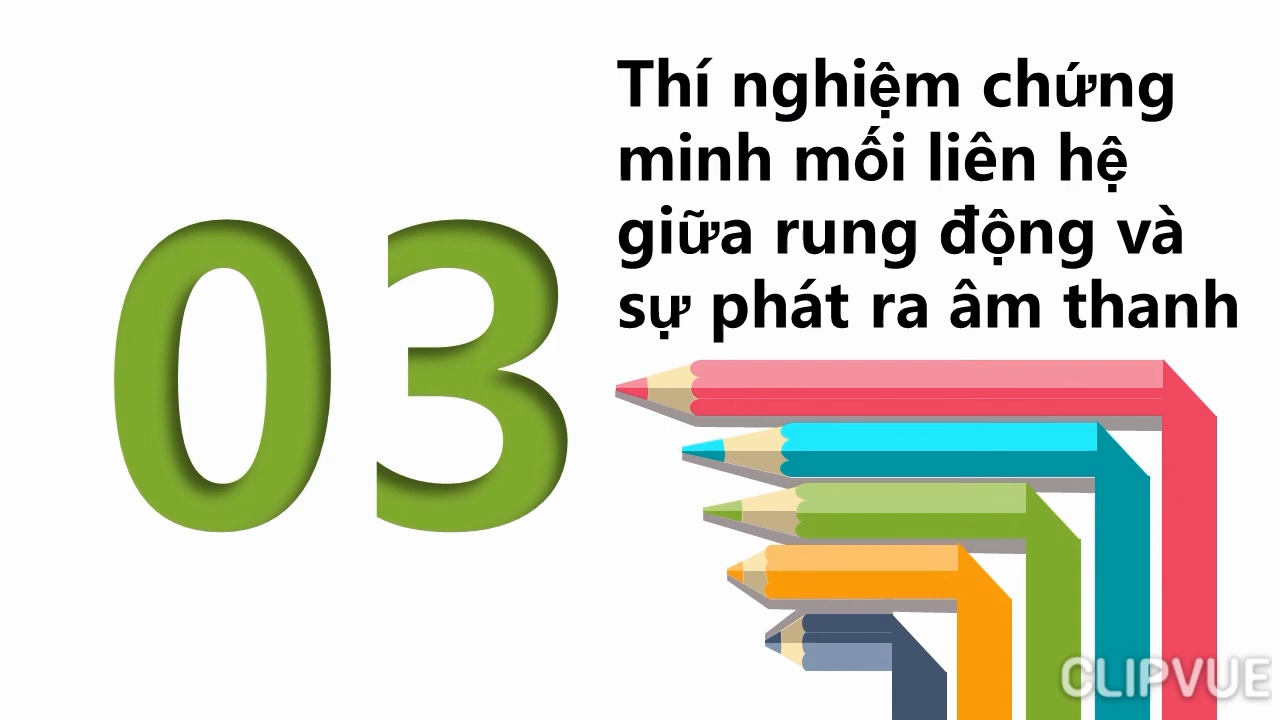 03
Thí nghiệm chứng
minh mối liên hệ
giữa rung động và
sự phát ra âm thanh
CLIPVUE